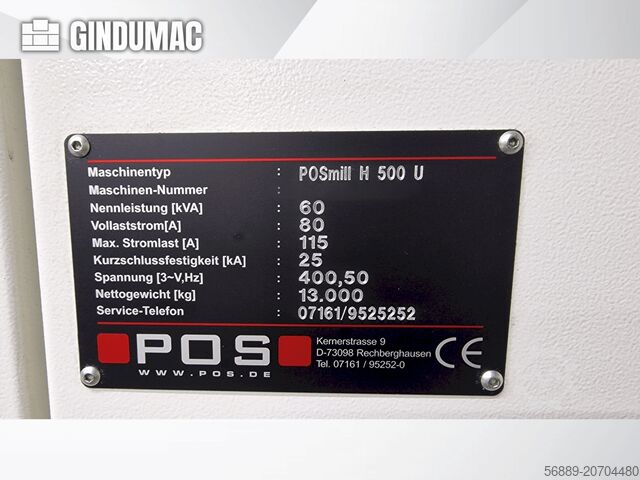 GINDUMAC
Maschinentyp : POSmill H 500 U
Maschinen-Nummer :
Nennleistung [kVA] : 60
Vollaststrom[A] : 80
Max. Stromlast [A] : 115
Kurzschlussfestigkeit [kA] : 25
Spannung [3~V,Hz] : 400,50
Nettogewicht [kg] : 13.000
Service-Telefon : 07161/9525252
POS
WWW.POS.DE
Kernerstrasse 9
D-73098 Rechberghausen
Tel. 07161 / 95252-0
CE
56889-20704480